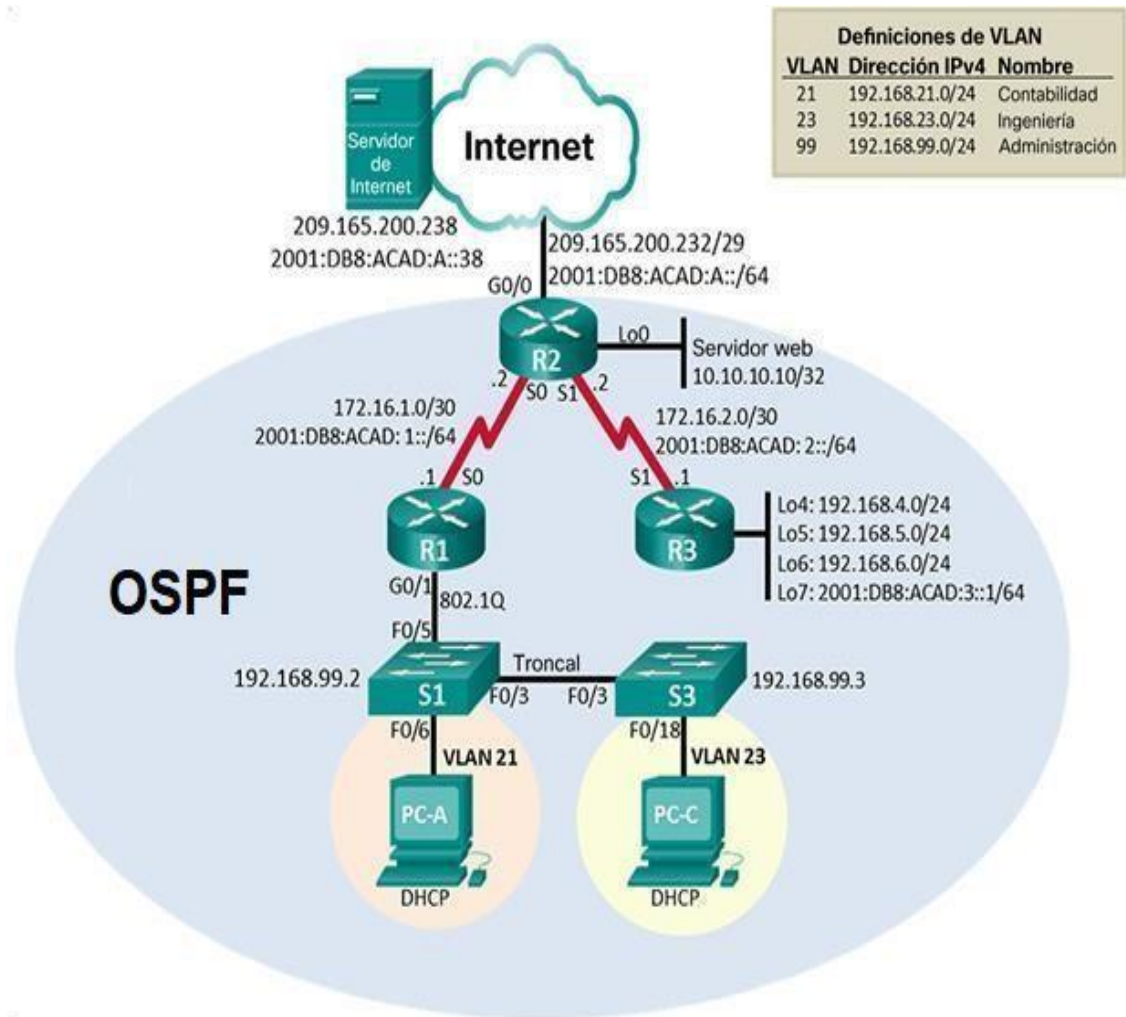 Definiciones de VLAN
VLAN Dirección IPv4 Nombre
21 192.168.21.0/24 Contabilidad
23 192.168.23.0/24 Ingeniería
99 192.168.99.0/24 Administración
Servidor
de
Internet
Internet
209.165.200.238
2001:DB8:ACAD:A::38
209.165.200.232/29
2001:DB8:ACAD:A::/64
G0/0
R2
Lo0
Servidor web
10.10.10.10/32
.2
S0
S1
.2
172.16.1.0/30
2001:DB8:ACAD: 1::/64
172.16.2.0/30
2001:DB8:ACAD: 2::/64
.1
S0
S1
.1
R1
R3
Lo4: 192.168.4.0/24
Lo5: 192.168.5.0/24
Lo6: 192.168.6.0/24
Lo7: 2001:DB8:ACAD:3::1/64
OSPF
G0/1
802.1Q
F0/5
192.168.99.2
S1
Troncal
F0/3
F0/3
S3
192.168.99.3
F0/6
VLAN 21
F0/18
VLAN 23
PC-A
PC-C
DHCP
DHCP